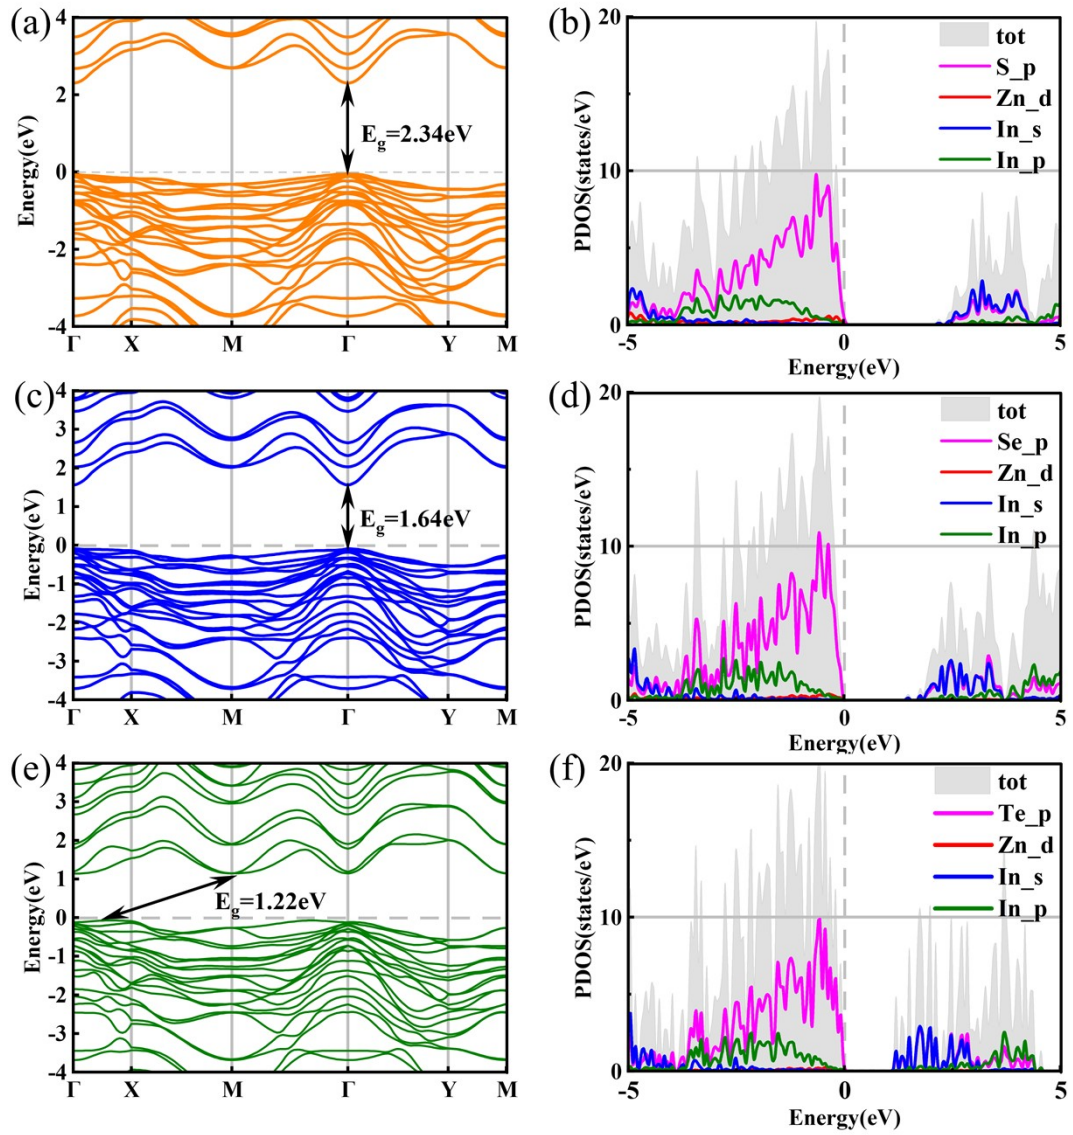 (a)
4
2
0
-2
-4
Energy(eV)
E_g=2.34eV
Γ X M Γ Y M
(b)
20
10
0
PDOS(states/eV)
tot
S_p
Zn_d
In_s
In_p
-5 0 5
Energy(eV)
(c)
4
3
2
1
0
-1
-2
-3
-4
Energy(eV)
E_g=1.64eV
Γ X M Γ Y M
(d)
20
10
0
PDOS(states/eV)
tot
Se_p
Zn_d
In_s
In_p
-5 0 5
Energy(eV)
(e)
4
3
2
1
0
-1
-2
-3
-4
Energy(eV)
E_g=1.22eV
Γ X M Γ Y M
(f)
20
10
0
PDOS(states/eV)
tot
Te_p
Zn_d
In_s
In_p
-5 0 5
Energy(eV)